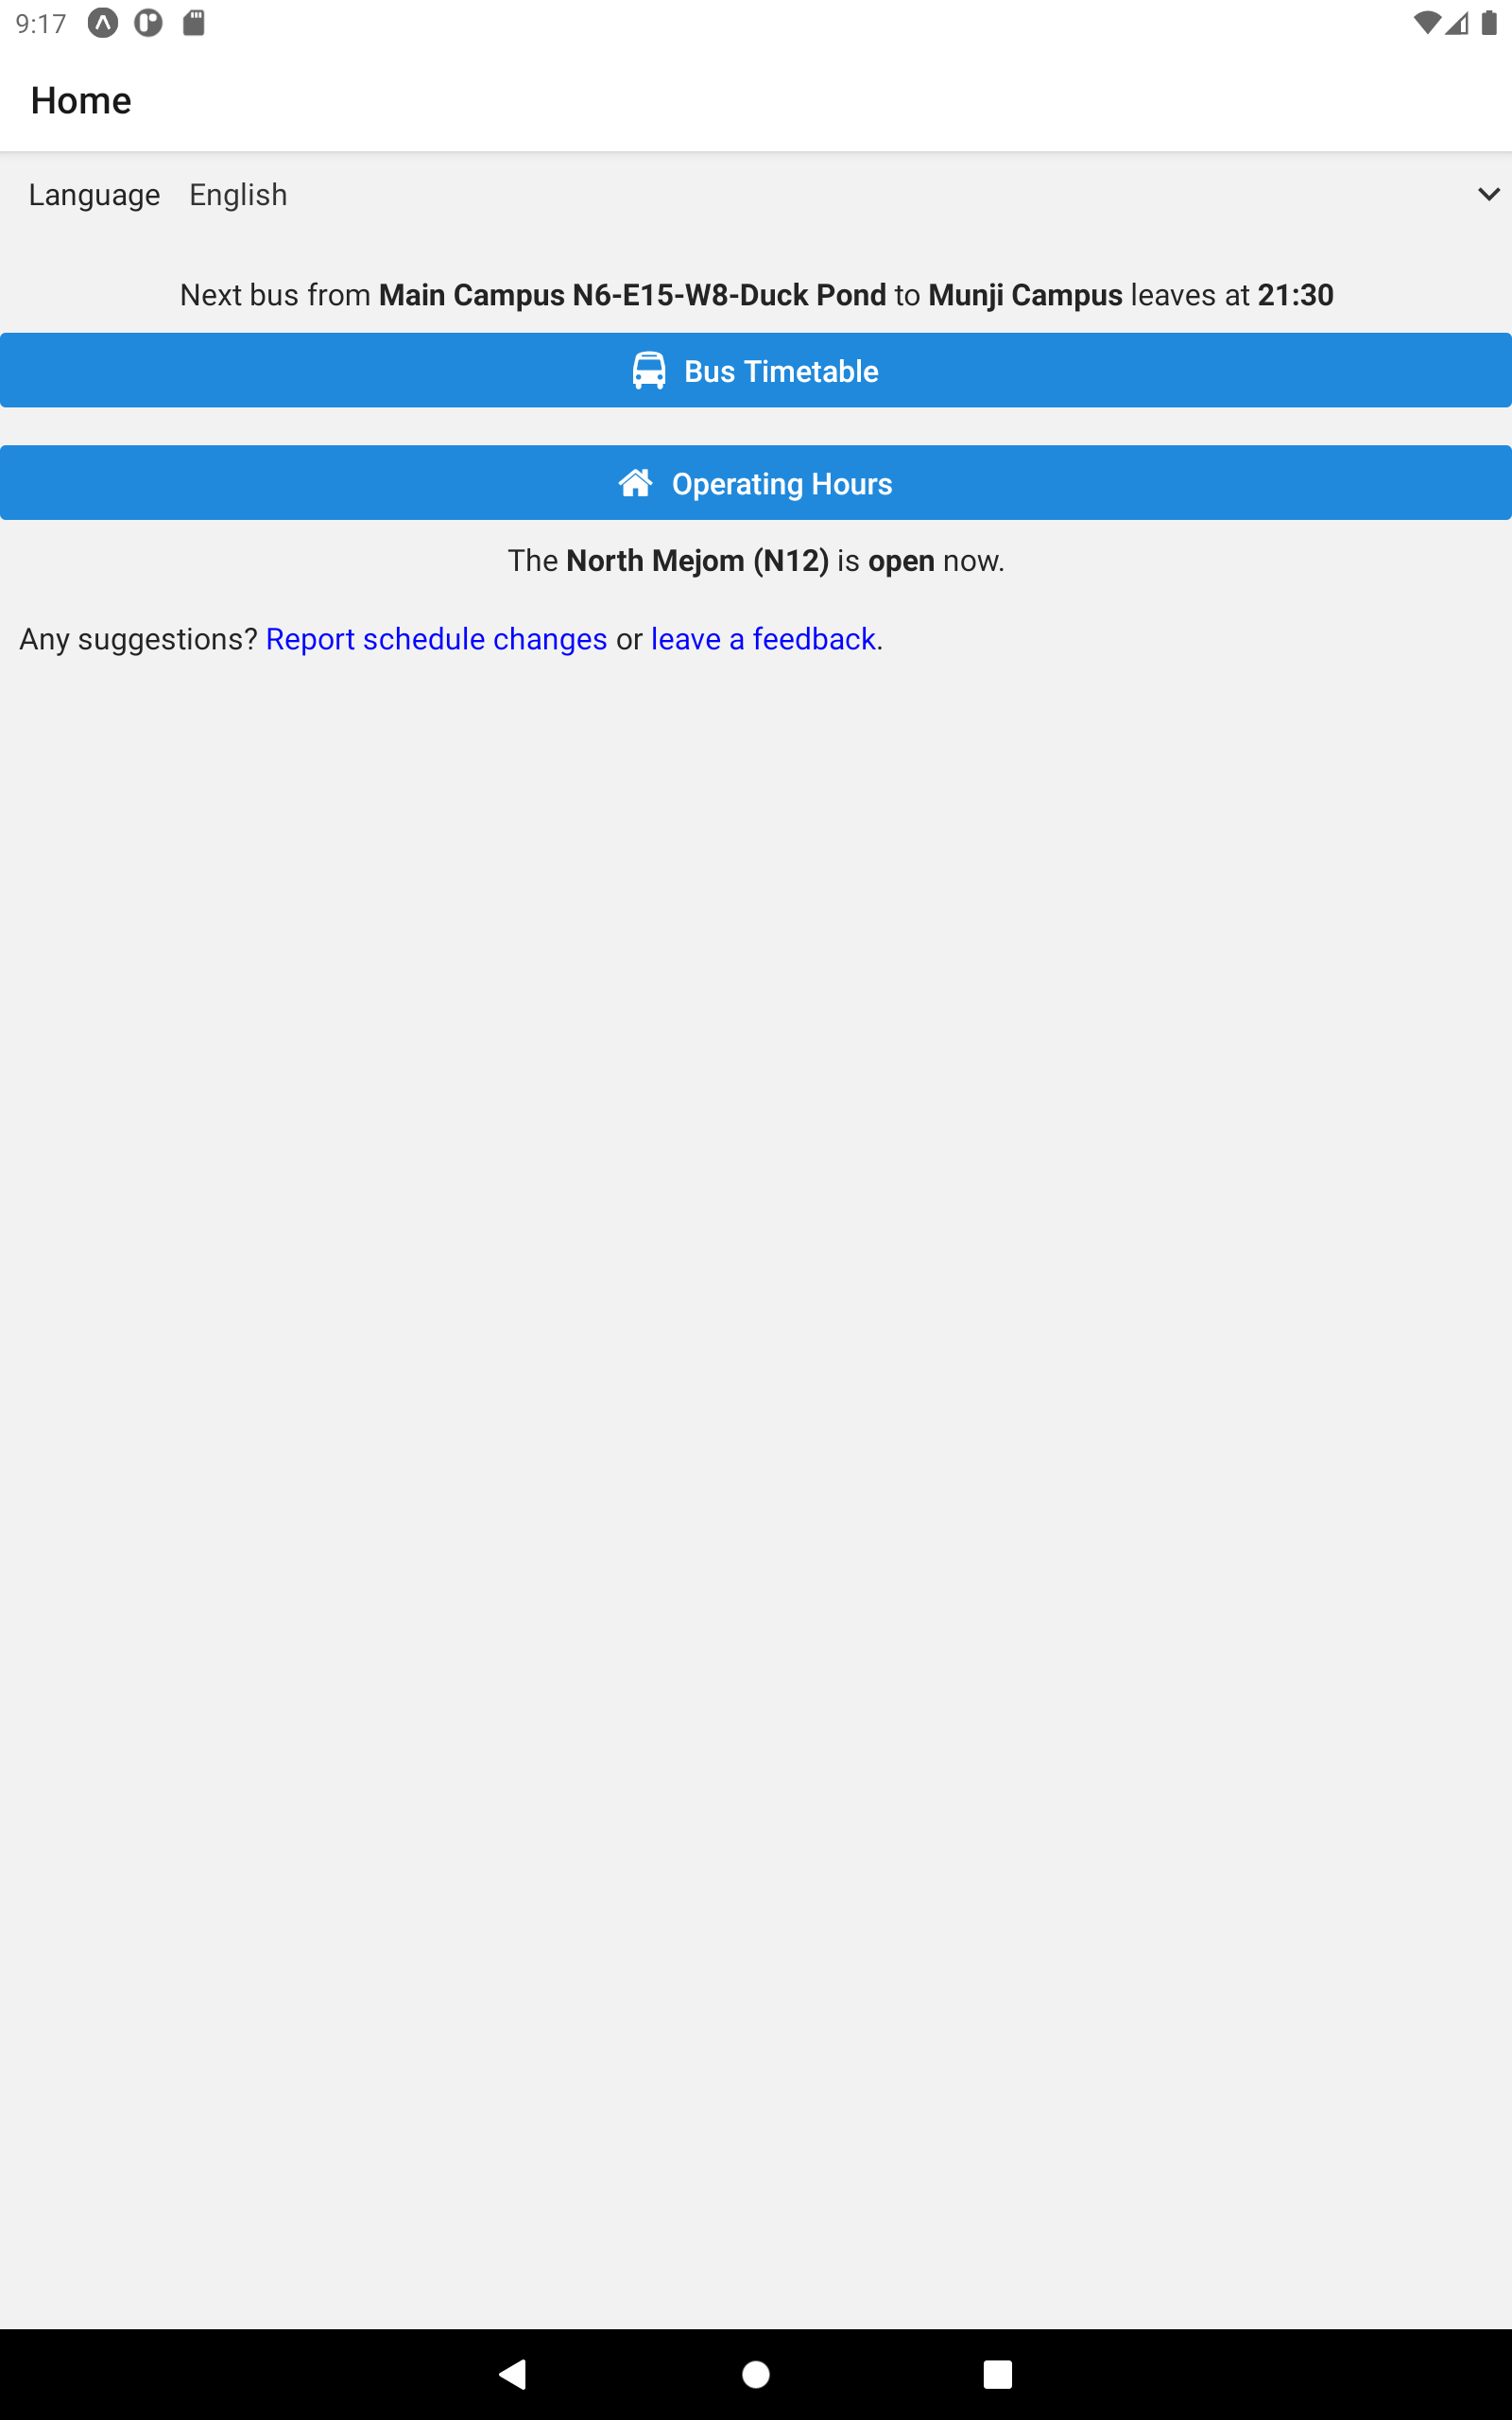 9:17
Home
Language English
Next bus from Main Campus N6-E15-W8-Duck Pond to Munji Campus leaves at 21:30
Bus Timetable
Operating Hours
The North Mejom (N12) is open now.
Any suggestions? Report schedule changes or leave a feedback.